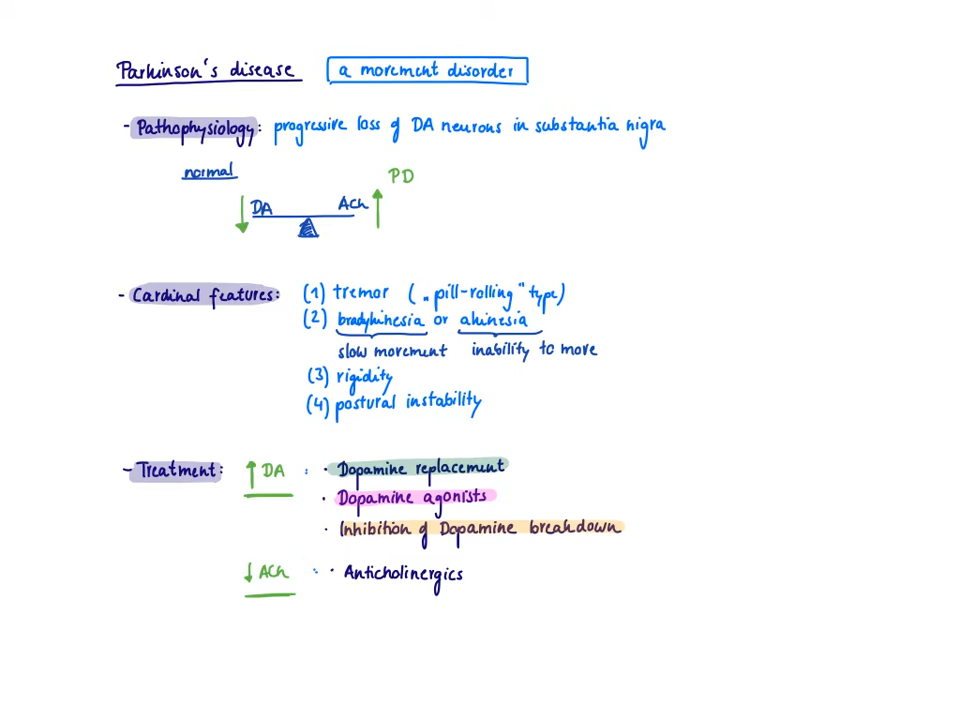 Parkinson's disease a movement disorder
- Pathophysiology: progressive loss of DA neurons in substantia nigra
normal PD
↓ DA ACh ↑
- Cardinal features: (1) tremor („pill-rolling" type)
(2) bradykinesia or akinesia
slow movement inability to move
(3) rigidity
(4) postural instability
- Treatment: ↑ DA : · Dopamine replacement
· Dopamine agonists
· Inhibition of Dopamine breakdown
↓ ACh : · Anticholinergics